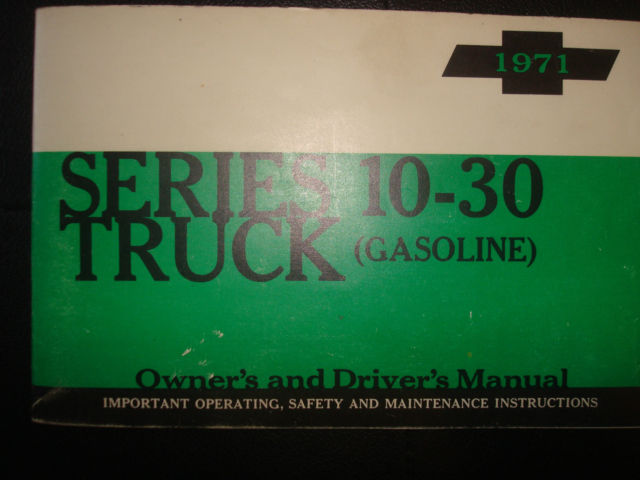 1971
SERIES 10-30
TRUCK (GASOLINE)
Owner's and Driver's Manual
IMPORTANT OPERATING, SAFETY AND MAINTENANCE INSTRUCTIONS